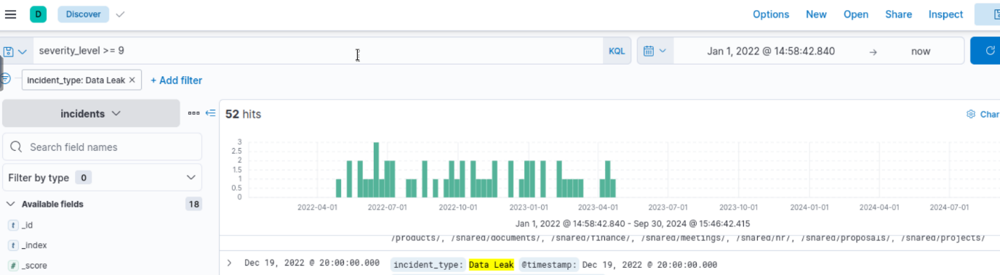 D Discover Options New Open Share Inspect
severity_level >= 9 KQL Jan 1, 2022 @ 14:58:42.840 → now
incident_type: Data Leak × + Add filter
incidents
52 hits
Char
Search field names
Filter by type 0
Available fields 18
t _id
t _index
# _score
3
2.5
2
1.5
1
0.5
0
2022-04-01 2022-07-01 2022-10-01 2023-01-01 2023-04-01 2023-07-01 2023-10-01 2024-01-01 2024-04-01 2024-07-01
Jan 1, 2022 @ 14:58:42.840 - Sep 30, 2024 @ 15:46:42.415
/products/, /shared/documents/, /shared/finance/, /shared/meetings/, /shared/hr/, /shared/proposals/, /shared/projects/
Dec 19, 2022 @ 20:00:00.000 incident_type: Data Leak @timestamp: Dec 19, 2022 @ 20:00:00.000